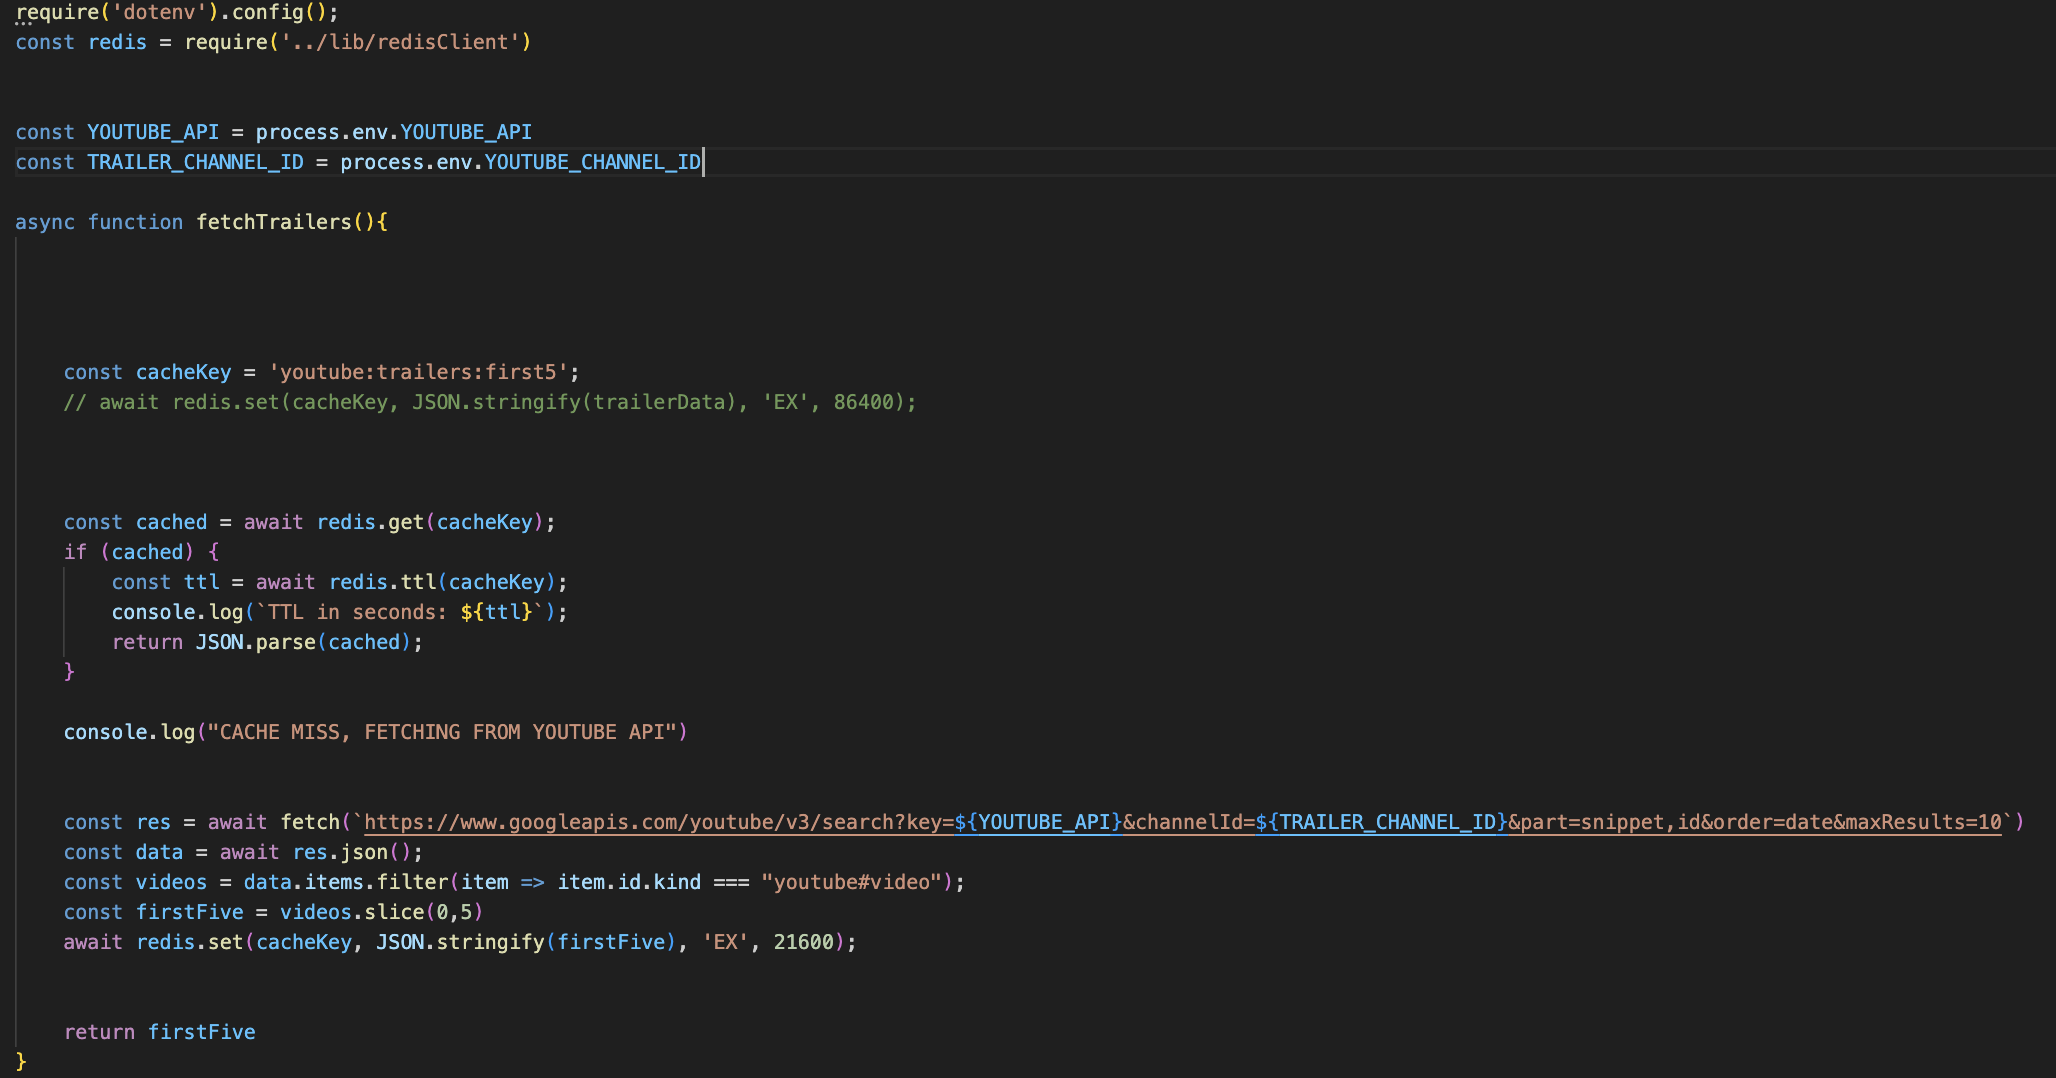 require('dotenv').config();
const redis = require('../lib/redisClient')
const YOUTUBE_API = process.env.YOUTUBE_API
const TRAILER_CHANNEL_ID = process.env.YOUTUBE_CHANNEL_ID
async function fetchTrailers(){
const cacheKey = 'youtube:trailers:first5';
// await redis.set(cacheKey, JSON.stringify(trailerData), 'EX', 86400);
const cached = await redis.get(cacheKey);
if (cached) {
const ttl = await redis.ttl(cacheKey);
console.log(`TTL in seconds: ${ttl}`);
return JSON.parse(cached);
}
console.log("CACHE MISS, FETCHING FROM YOUTUBE API")
const res = await fetch(`https://www.googleapis.com/youtube/v3/search?key=${YOUTUBE_API}&channelId=${TRAILER_CHANNEL_ID}&part=snippet,id&order=date&maxResults=10`)
const data = await res.json();
const videos = data.items.filter(item => item.id.kind === "youtube#video");
const firstFive = videos.slice(0,5)
await redis.set(cacheKey, JSON.stringify(firstFive), 'EX', 21600);
return firstFive
}